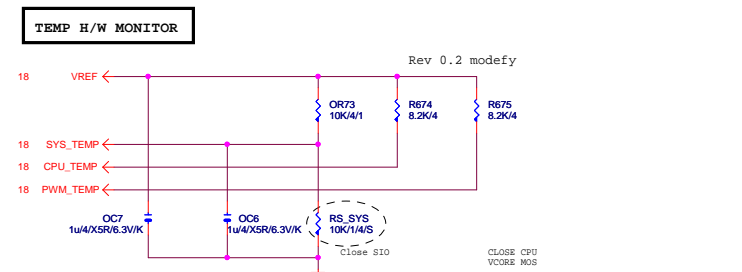 TEMP H/W MONITOR
Rev 0.2 modefy
18 VREF
OR73
10K/4/1
R674
8.2K/4
R675
8.2K/4
18 SYS_TEMP
18 CPU_TEMP
18 PWM_TEMP
OC7
1u/4/X5R/6.3V/K
OC6
1u/4/X5R/6.3V/K
RS_SYS
10K/1/4/S
Close SIO
CLOSE CPU
VCORE MOS